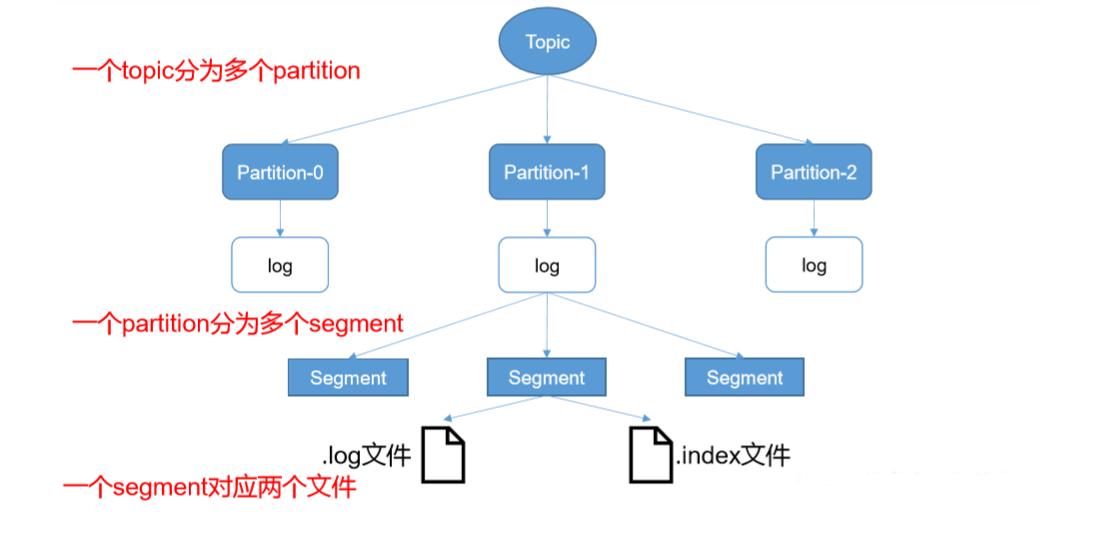 Topic
一个topic分为多个partition
Partition-0
Partition-1
Partition-2
log
log
log
一个partition分为多个segment
Segment
Segment
Segment
.log文件
.index文件
一个segment对应两个文件